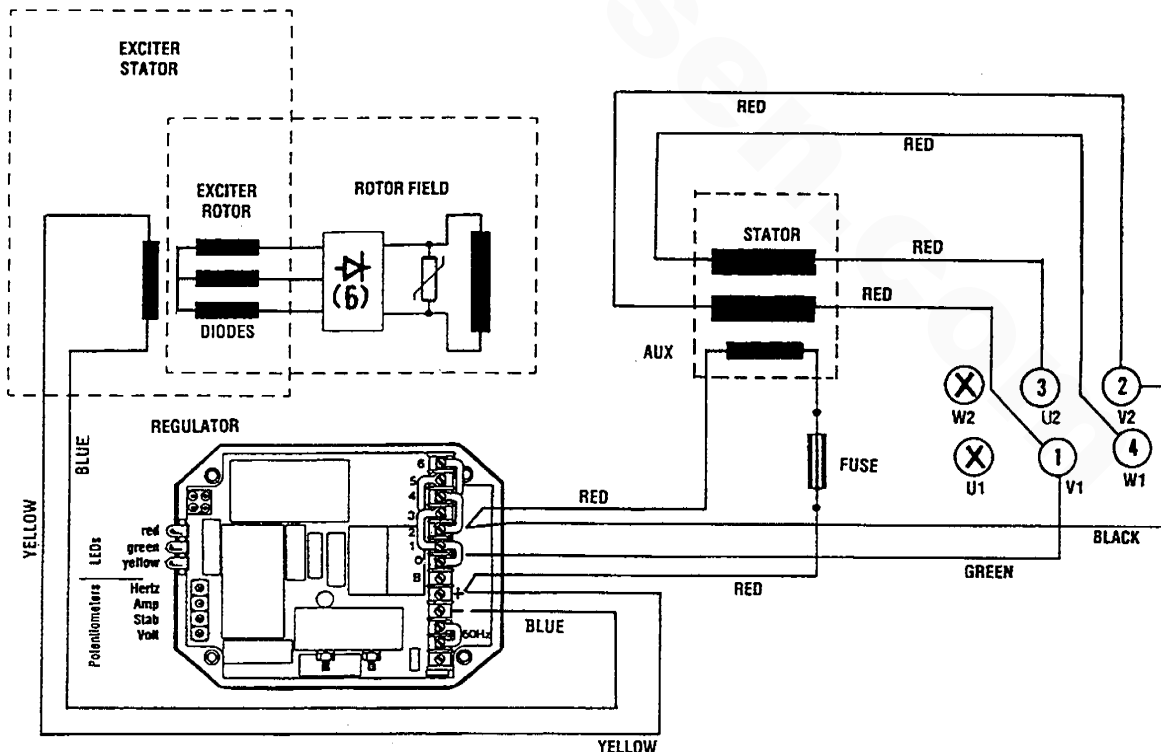 EXCITER
STATOR
EXCITER
ROTOR
ROTOR FIELD
(6)
DIODES
RED
RED
STATOR
RED
RED
AUX
3
2
W2
U2
V2
1
4
U1
V1
W1
FUSE
REGULATOR
BLUE
YELLOW
6
5
4
3
2
1
0
B
+
-
60Hz
red
green
yellow
LEDs
Hertz
Amp
Stab
Volt
Potentiometers
RED
BLACK
GREEN
RED
BLUE
YELLOW